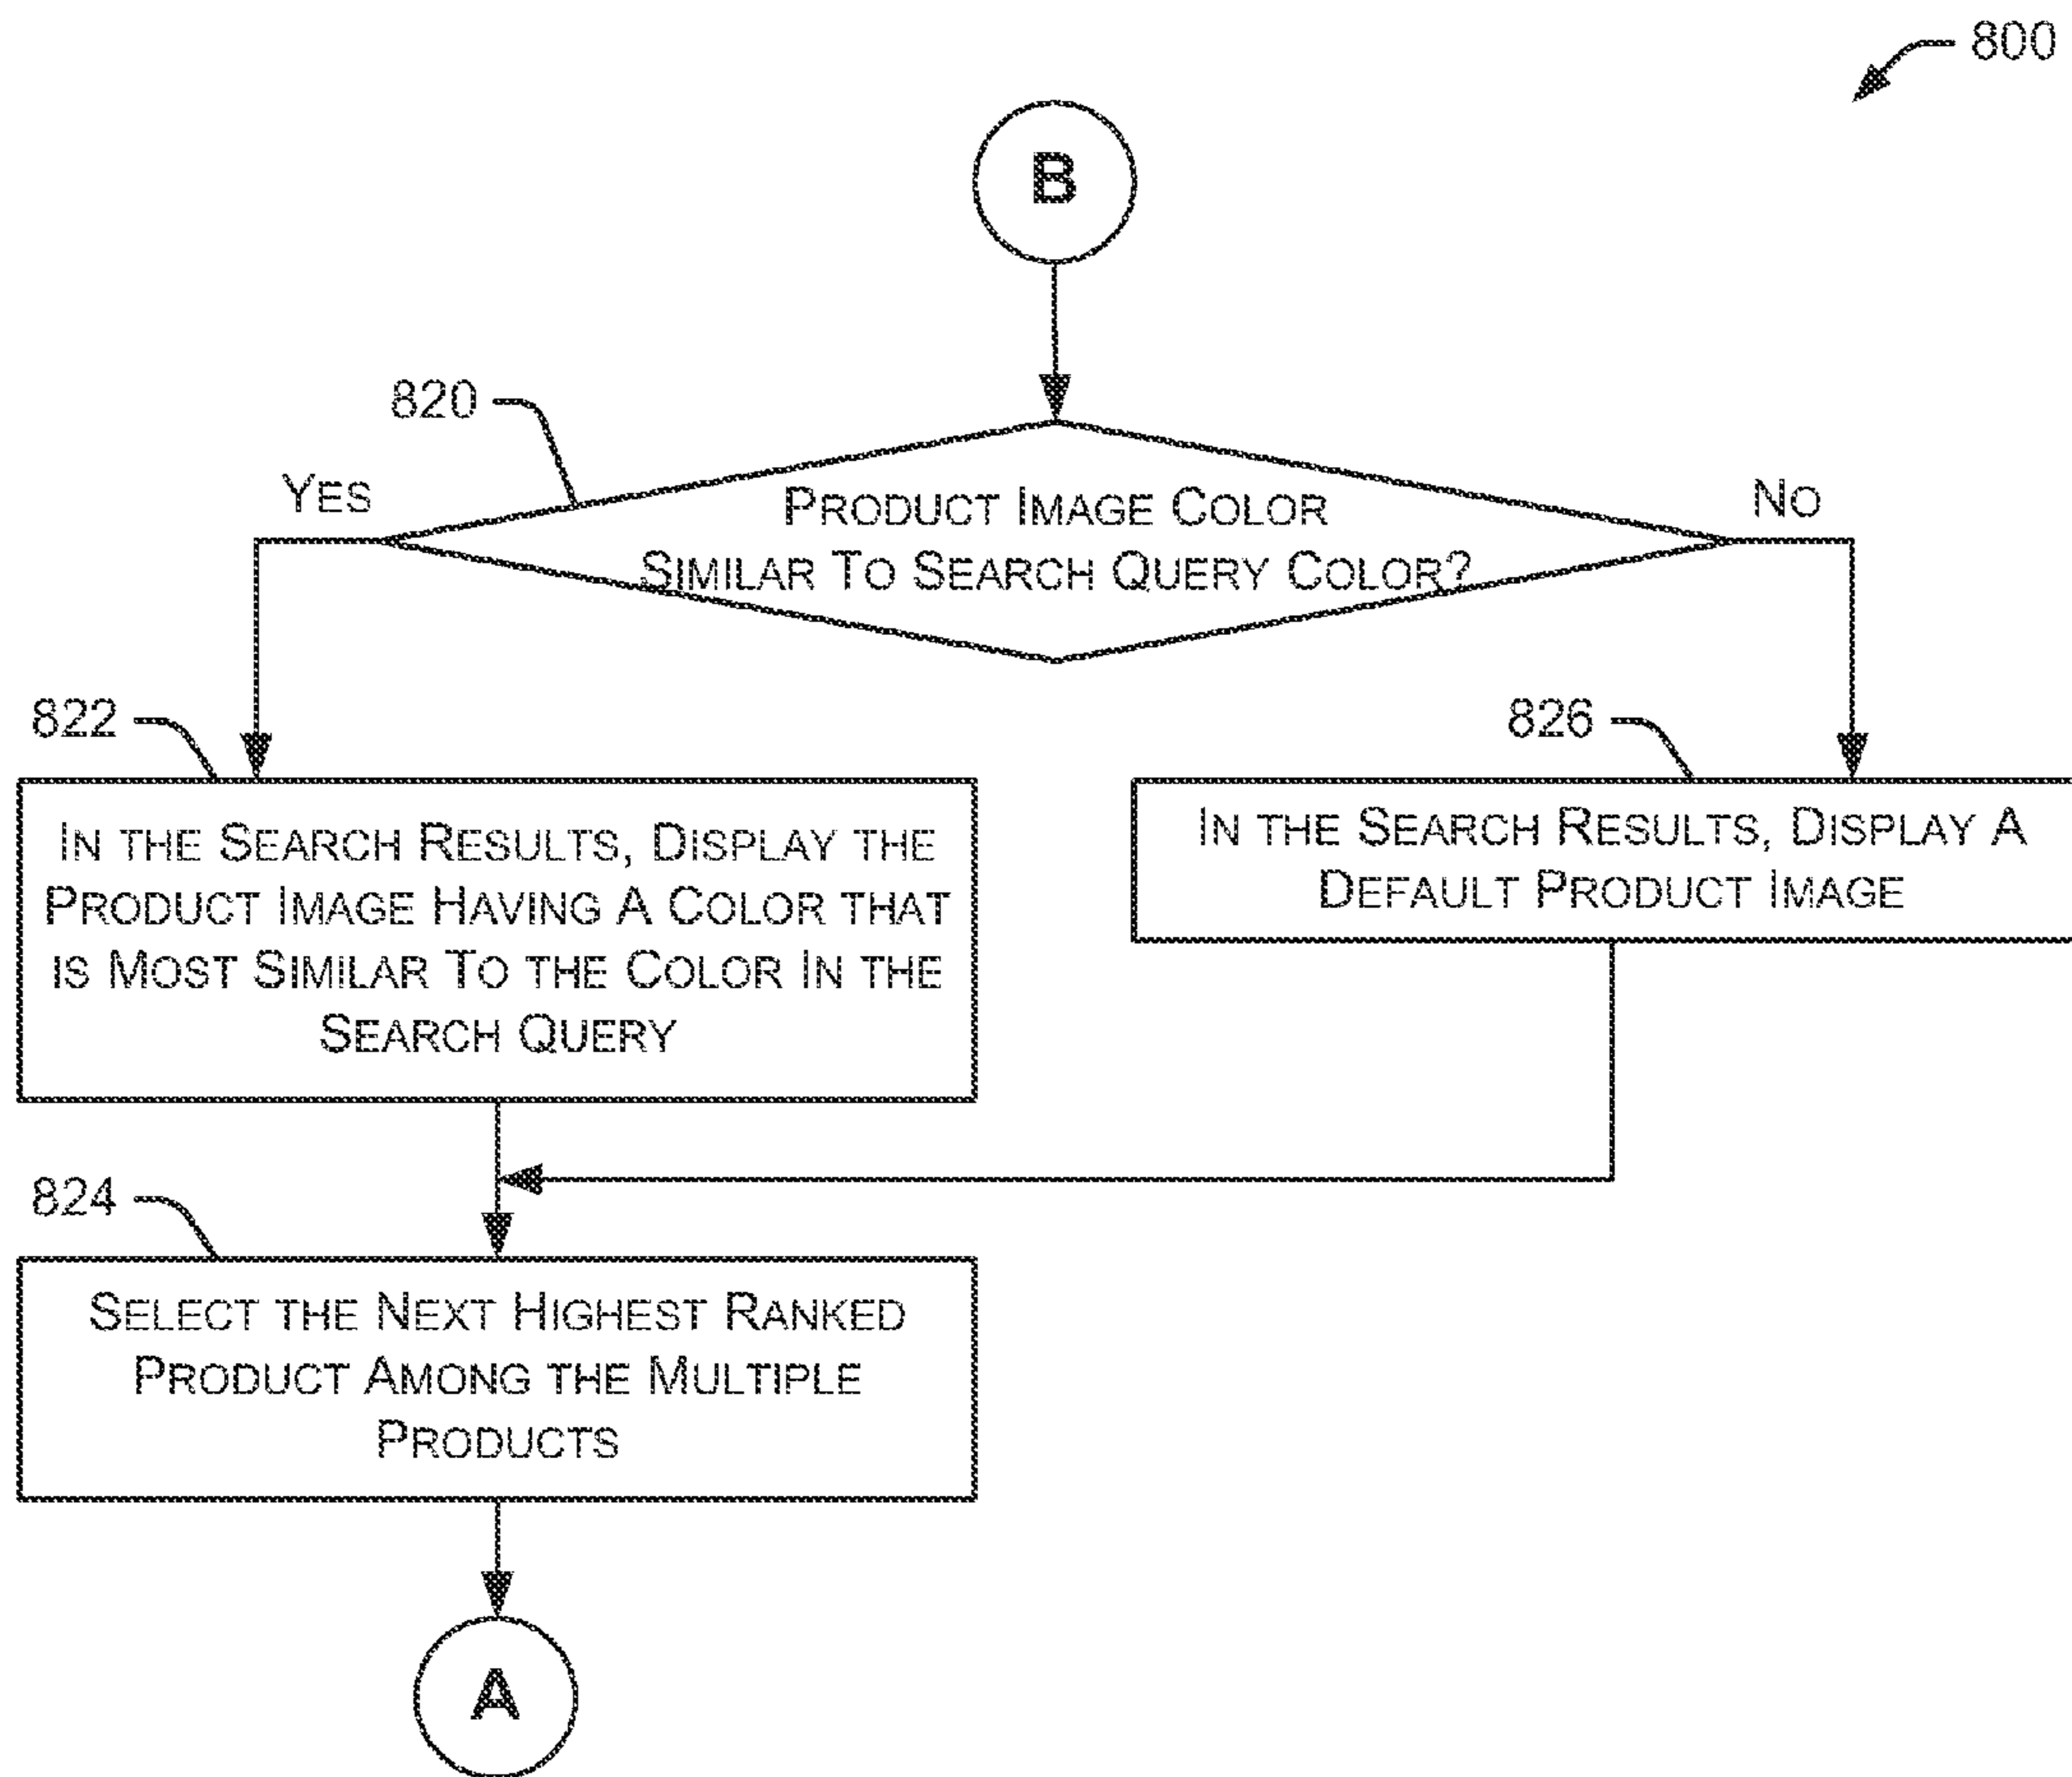 800
B
820
YES
NO
PRODUCT IMAGE COLOR
SIMILAR TO SEARCH QUERY COLOR?
822
826
IN THE SEARCH RESULTS, DISPLAY THE
PRODUCT IMAGE HAVING A COLOR THAT
IS MOST SIMILAR TO THE COLOR IN THE
SEARCH QUERY
IN THE SEARCH RESULTS, DISPLAY A
DEFAULT PRODUCT IMAGE
824
SELECT THE NEXT HIGHEST RANKED
PRODUCT AMONG THE MULTIPLE
PRODUCTS
A